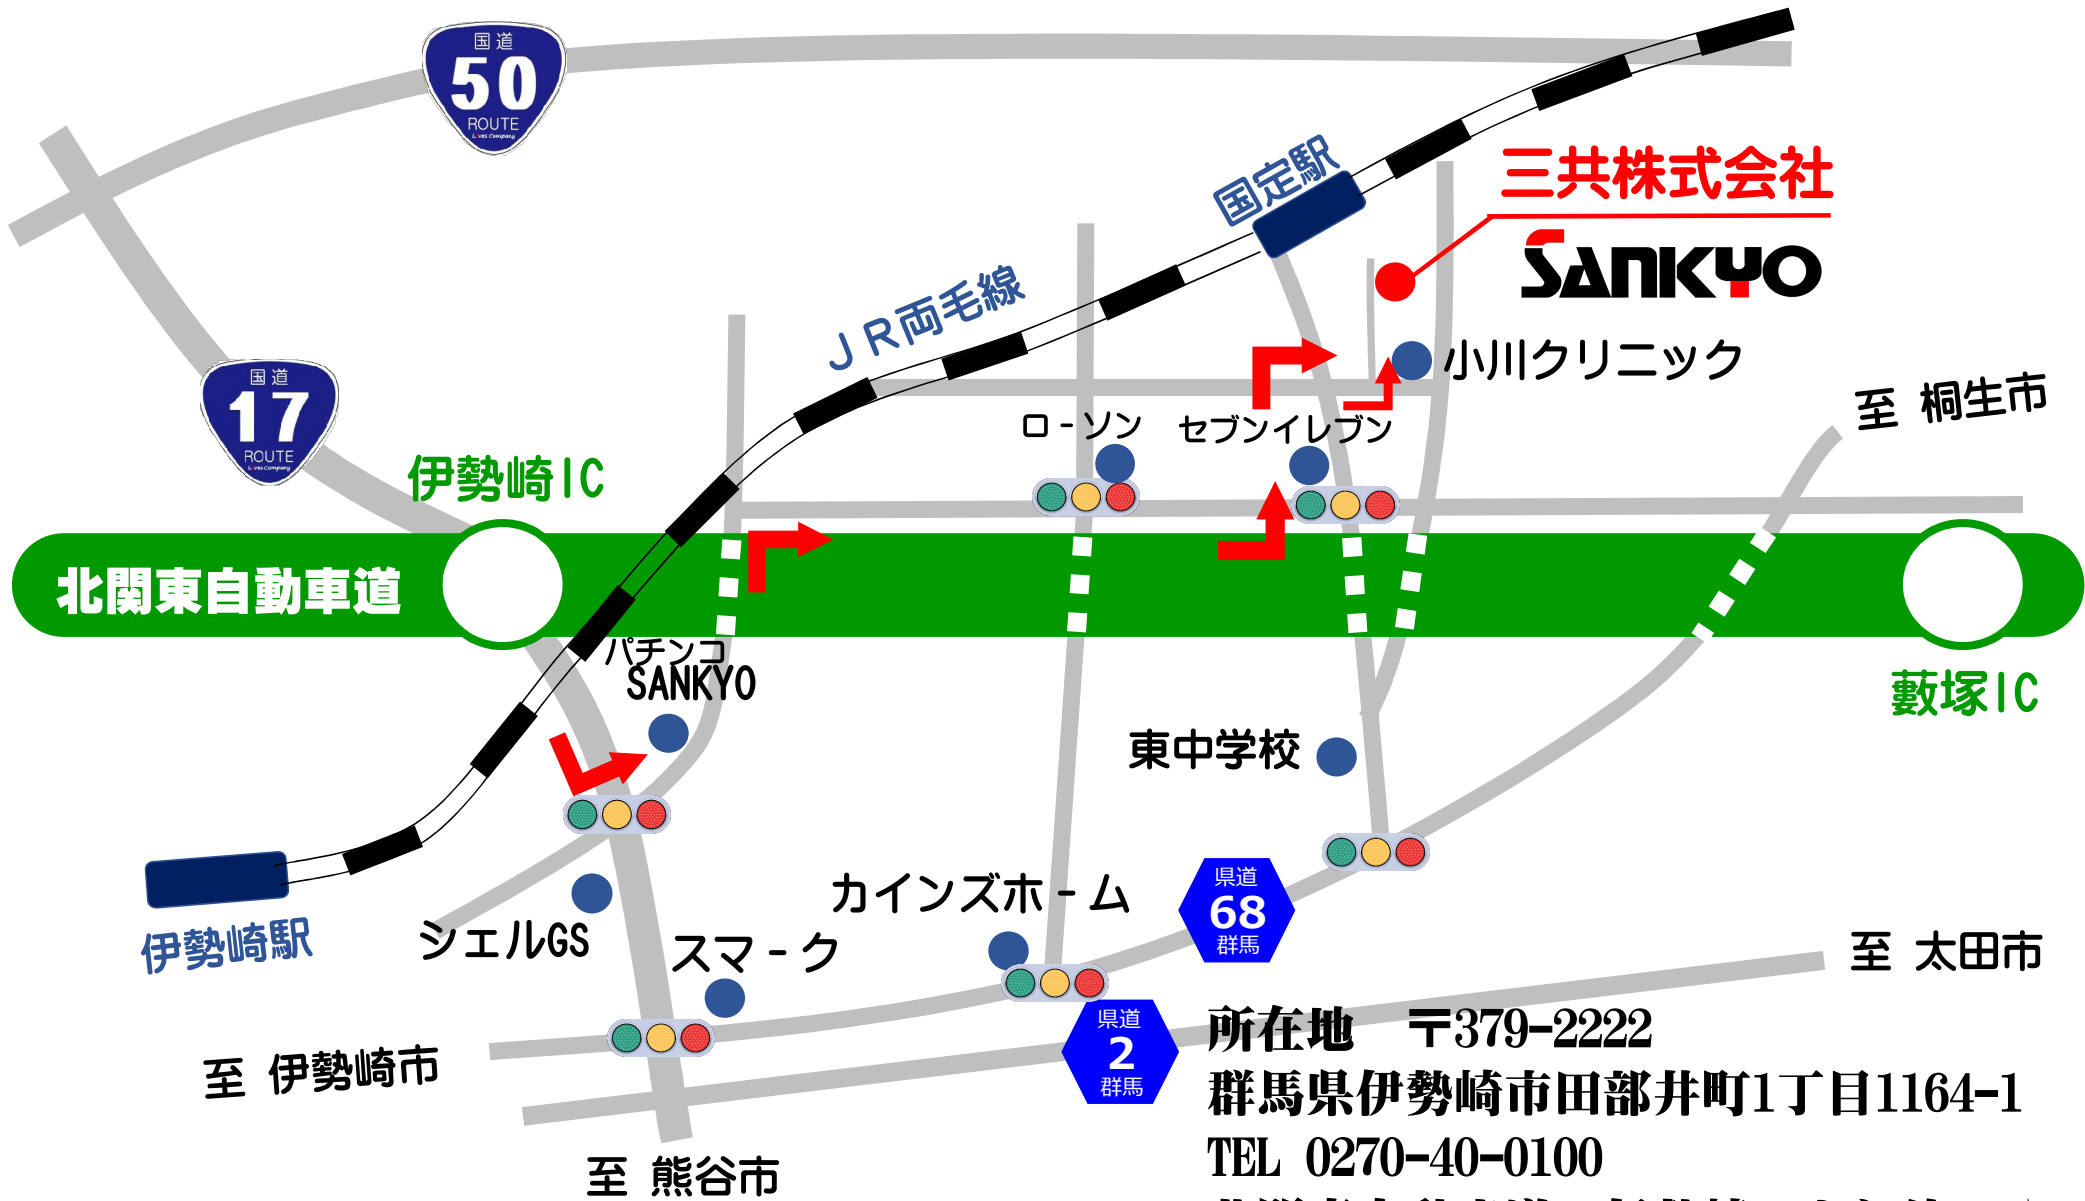 国道
50
ROUTE
Loves Company
国定駅
三共株式会社
SANKYO
JR両毛線
小川クリニック
国道
17
ROUTE
Loves Company
至 桐生市
ローソン
セブンイレブン
伊勢崎IC
北関東自動車道
パチンコ
SANKYO
藪塚IC
東中学校
カインズホーム
県道
68
群馬
伊勢崎駅
シェルGS
スマーク
至 太田市
県道
2
群馬
至 伊勢崎市
至 熊谷市
所在地 〒379-2222
群馬県伊勢崎市田部井町1丁目1164-1
TEL 0270-40-0100